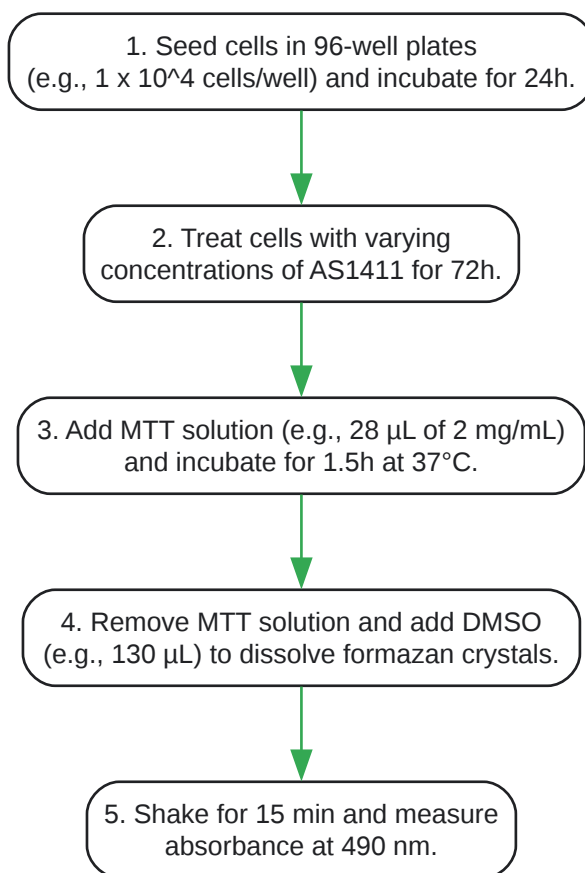 1. Seed cells in 96-well plates
(e.g., 1 x 10^4 cells/well) and incubate for 24h.
2. Treat cells with varying
concentrations of AS1411 for 72h.
3. Add MTT solution (e.g., 28 µL of 2 mg/mL)
and incubate for 1.5h at 37°C.
4. Remove MTT solution and add DMSO
(e.g., 130 µL) to dissolve formazan crystals.
5. Shake for 15 min and measure
absorbance at 490 nm.